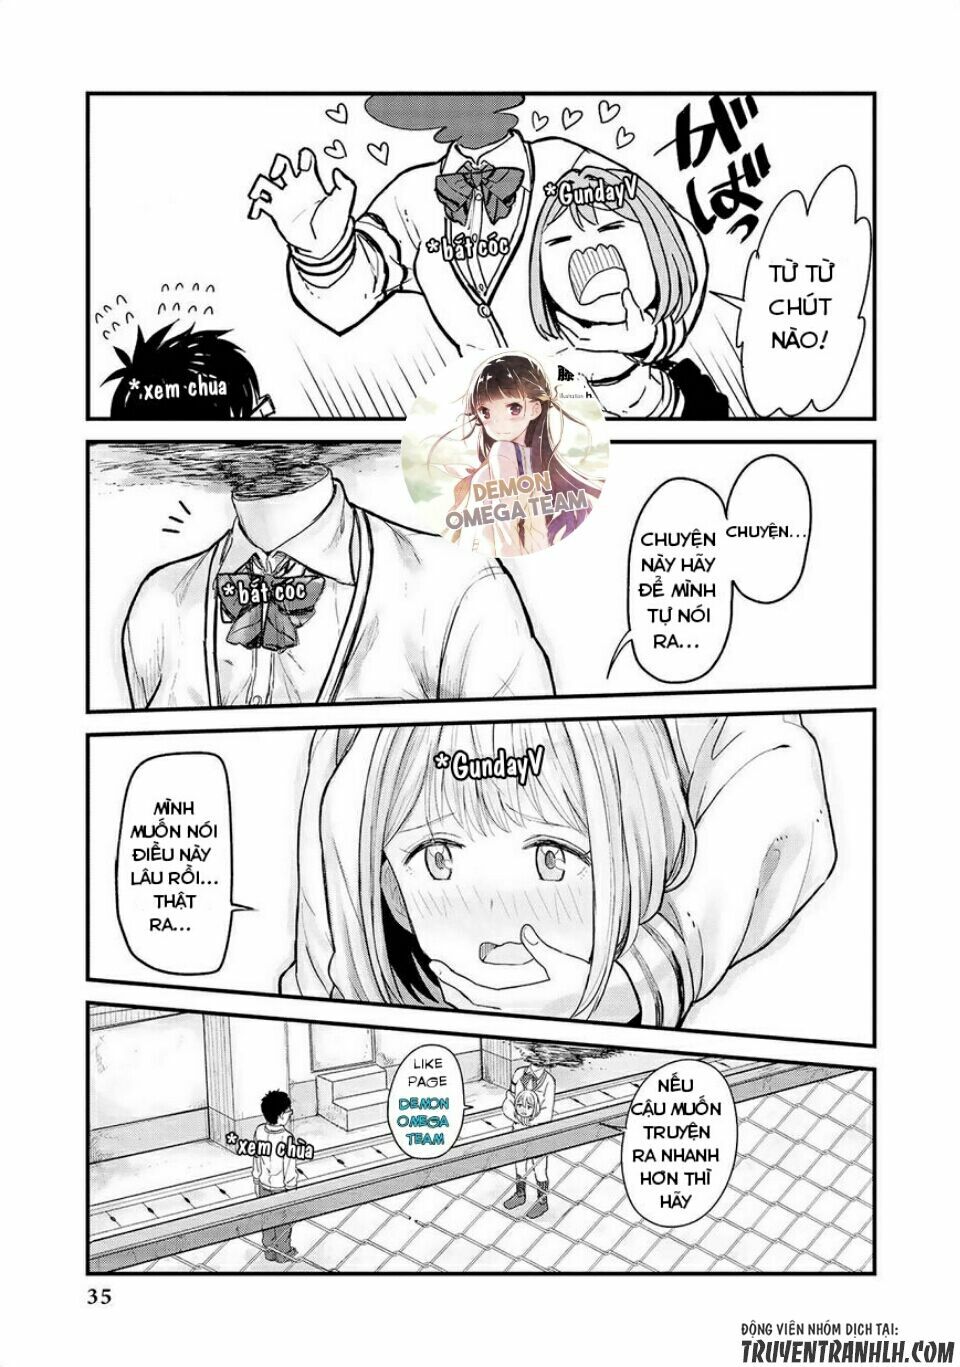 ガバッ
*GundayV
*bắt cóc
TỪ TỪ
CHÚT
NÀO!
*xem chùa
DEMON
OMEGA TEAM
CHUYỆN...
CHUYỆN
NÀY HÃY
ĐỂ MÌNH
TỰ NÓI
RA...
*bắt cóc
*GundayV
MÌNH
MUỐN NÓI
ĐIỀU NÀY
LÂU RỒI...
THẬT
RA...
LIKE
PAGE
DEMON
OMEGA
TEAM
NẾU
CẬU MUỐN
TRUYỆN
RA NHANH
HƠN THÌ
HÃY
*xem chùa
35
ĐỘNG VIÊN NHÓM DỊCH TẠI:
TRUYENTRANHLH.COM